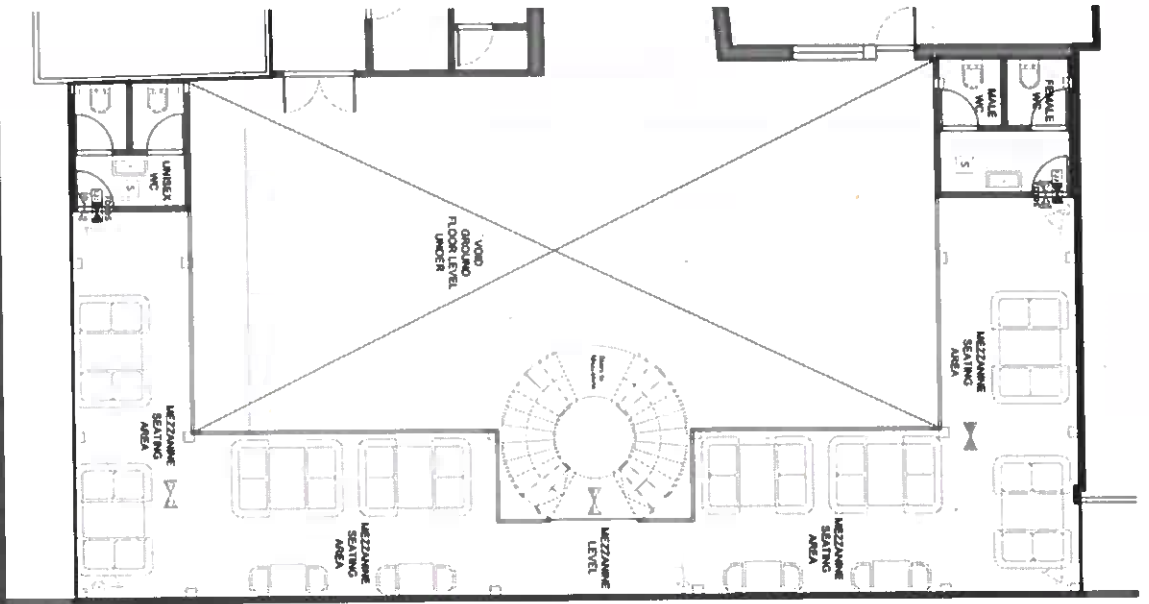 FEMALE
WC
MALE
WC
UNISEX
WC
S
S
VOID
GROUND
FLOOR LEVEL
UNDER
MEZZANINE
SEATING
AREA
MEZZANINE
SEATING
AREA
MEZZANINE
SEATING
AREA
MEZZANINE
LEVEL
MEZZANINE
SEATING
AREA